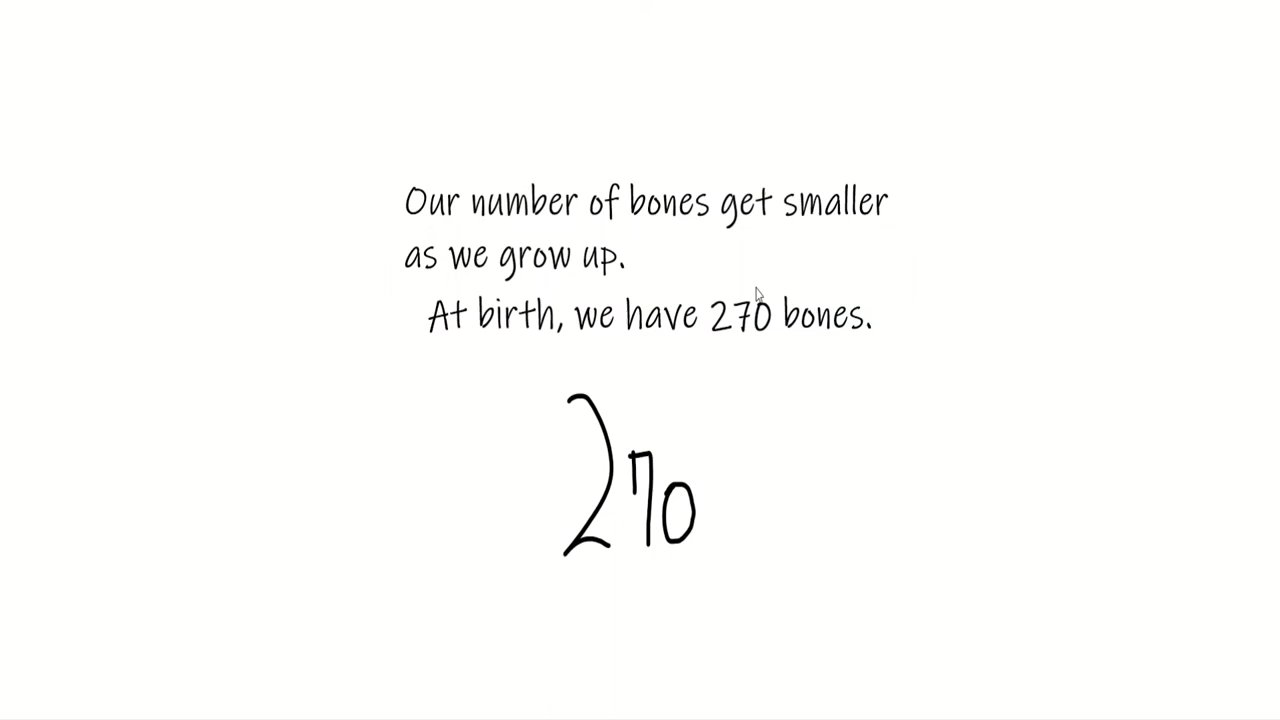 Our number of bones get smaller
as we grow up.
At birth, we have 270 bones.
270